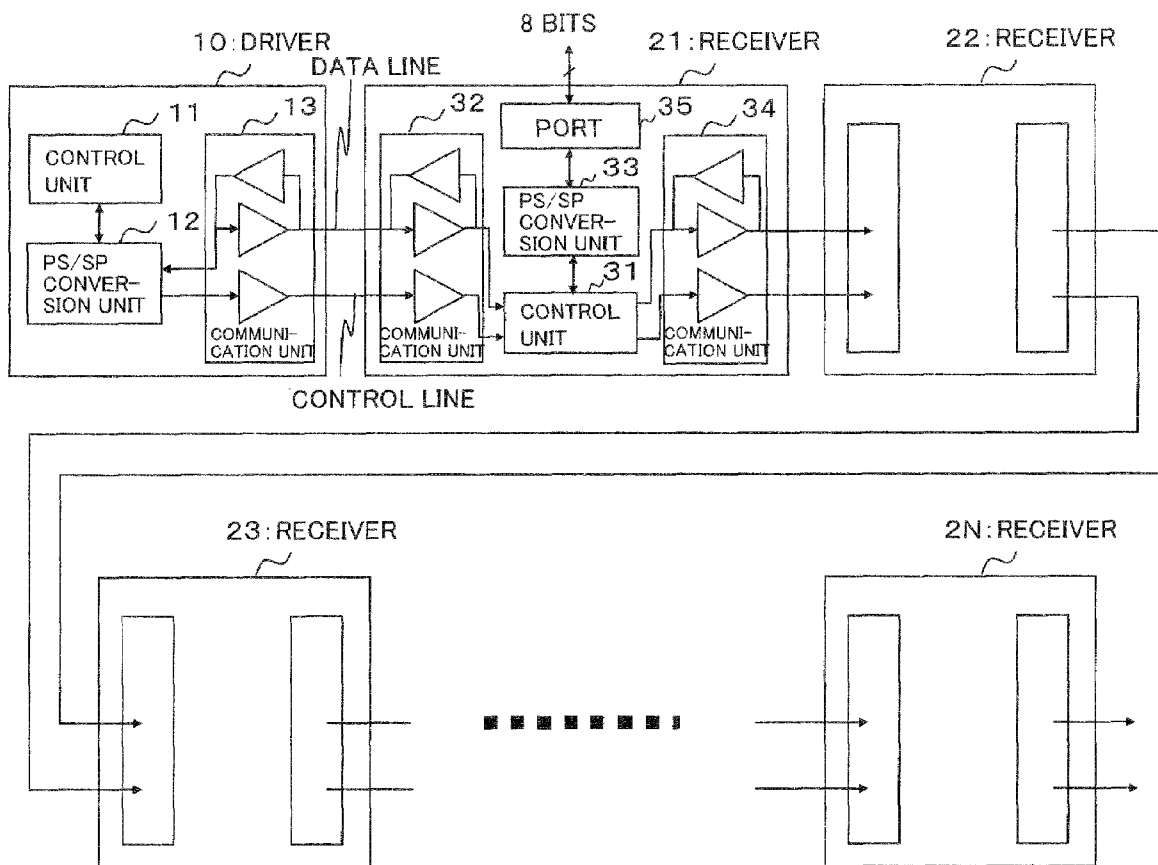 8 BITS
10:DRIVER
21:RECEIVER
22:RECEIVER
DATA LINE
11
13
32
35
34
CONTROL
UNIT
PORT
12
33
PS/SP
CONVER-
SION UNIT
PS/SP
CONVER-
SION UNIT
31
CONTROL
UNIT
COMMUNI-
CATION UNIT
COMMUNI-
CATION UNIT
COMMUNI-
CATION UNIT
CONTROL LINE
23:RECEIVER
2N:RECEIVER